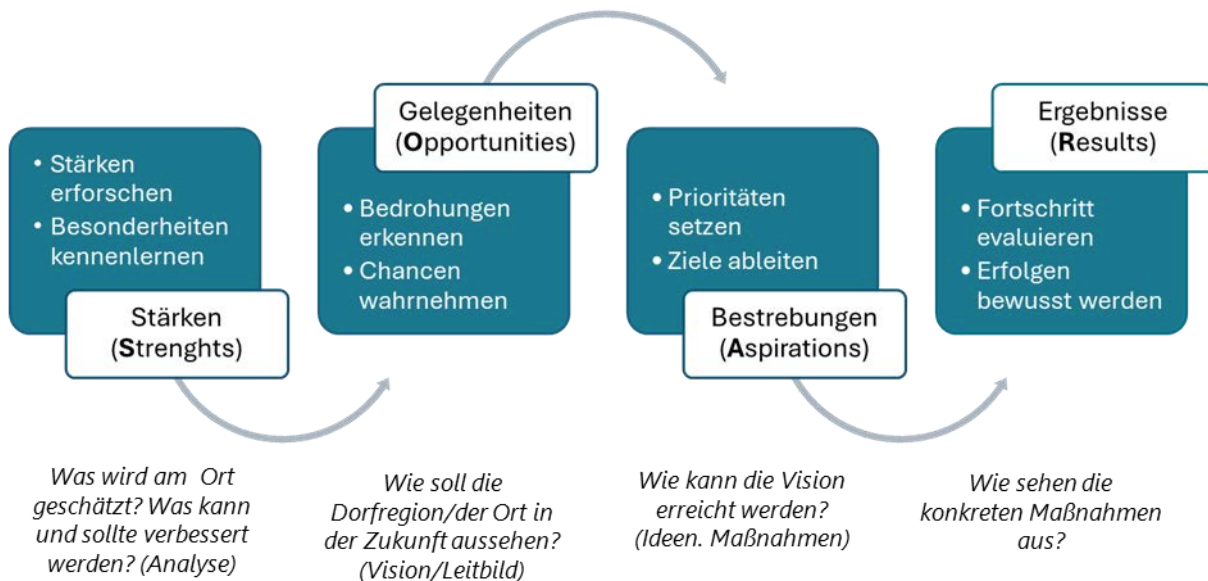 • Stärken
erforschen
• Besonderheiten
kennenlernen
Stärken
(Strenghts)
Gelegenheiten
(Opportunities)
• Bedrohungen
erkennen
• Chancen
wahrnehmen
• Prioritäten
setzen
• Ziele ableiten
Bestrebungen
(Aspirations)
Ergebnisse
(Results)
• Fortschritt
evaluieren
• Erfolgen
bewusst werden
Was wird am Ort
geschätzt? Was kann
und sollte verbessert
werden? (Analyse)
Wie soll die
Dorfregion/der Ort in
der Zukunft aussehen?
(Vision/Leitbild)
Wie kann die Vision
erreicht werden?
(Ideen. Maßnahmen)
Wie sehen die
konkreten Maßnahmen
aus?